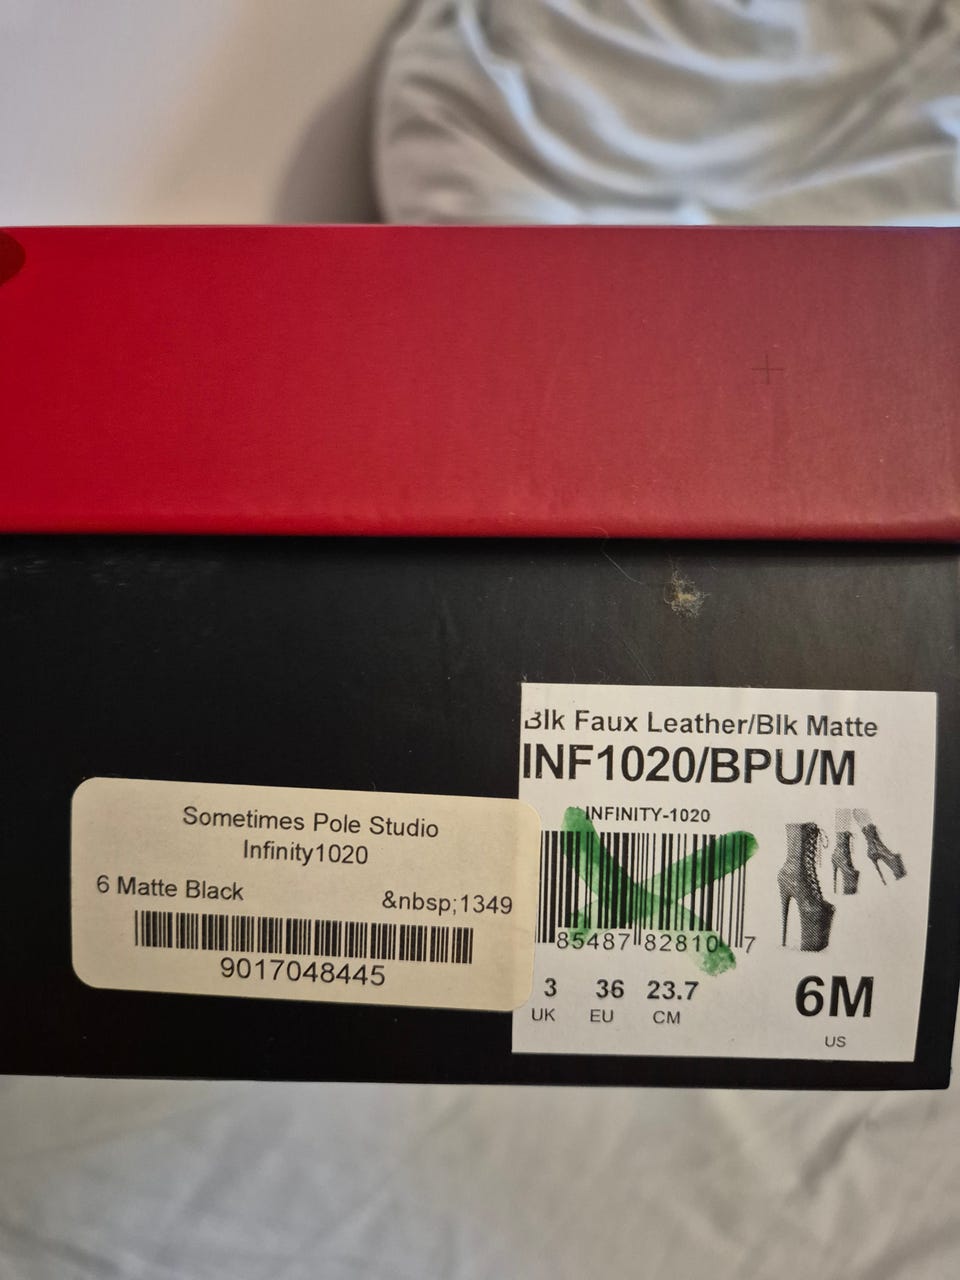 Blk Faux Leather/Blk Matte
INF1020/BPU/M
INFINITY-1020
85487 82810 7
3 36 23.7
UK EU CM
6M
US
Sometimes Pole Studio
Infinity1020
6 Matte Black &nbsp;1349
9017048445